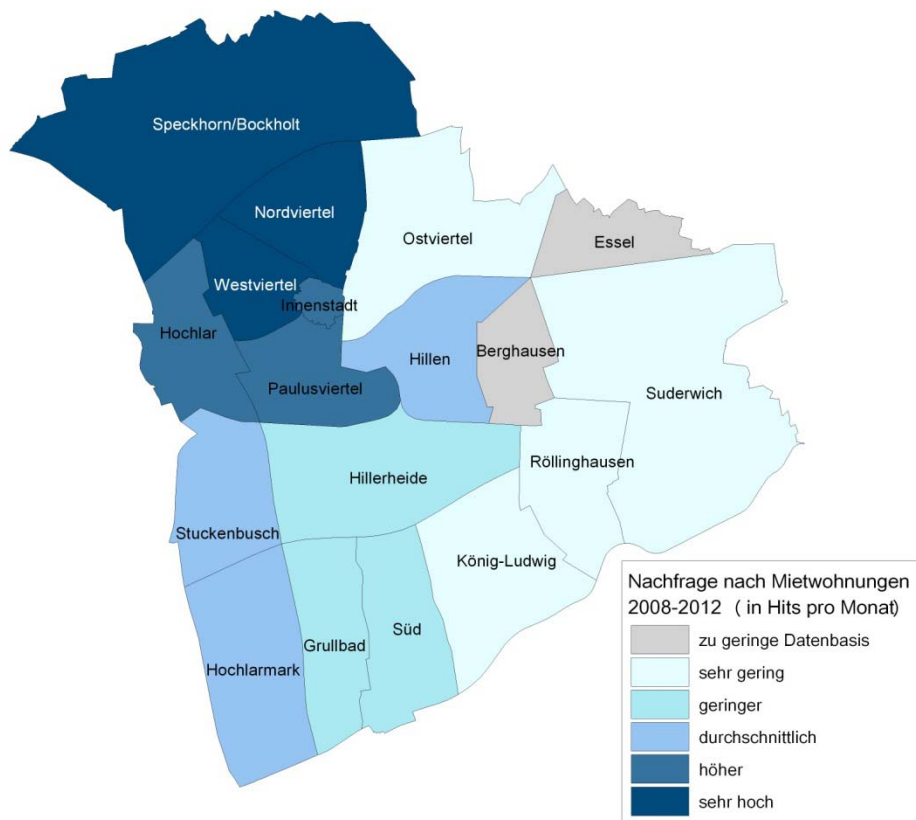 Speckhorn/Bockholt
Nordviertel
Ostviertel
Essel
Westviertel
Innenstadt
Hochlar
Hillen
Berghausen
Paulusviertel
Suderwich
Röllinghausen
Hillerheide
Stuckenbusch
König-Ludwig
Süd
Grullbad
Hochlarmark
Nachfrage nach Mietwohnungen
2008-2012 ( in Hits pro Monat)
zu geringe Datenbasis
sehr gering
geringer
durchschnittlich
höher
sehr hoch